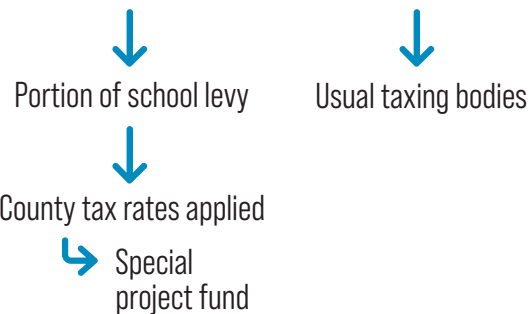 Portion of school levy
Usual taxing bodies
County tax rates applied
Special
project fund